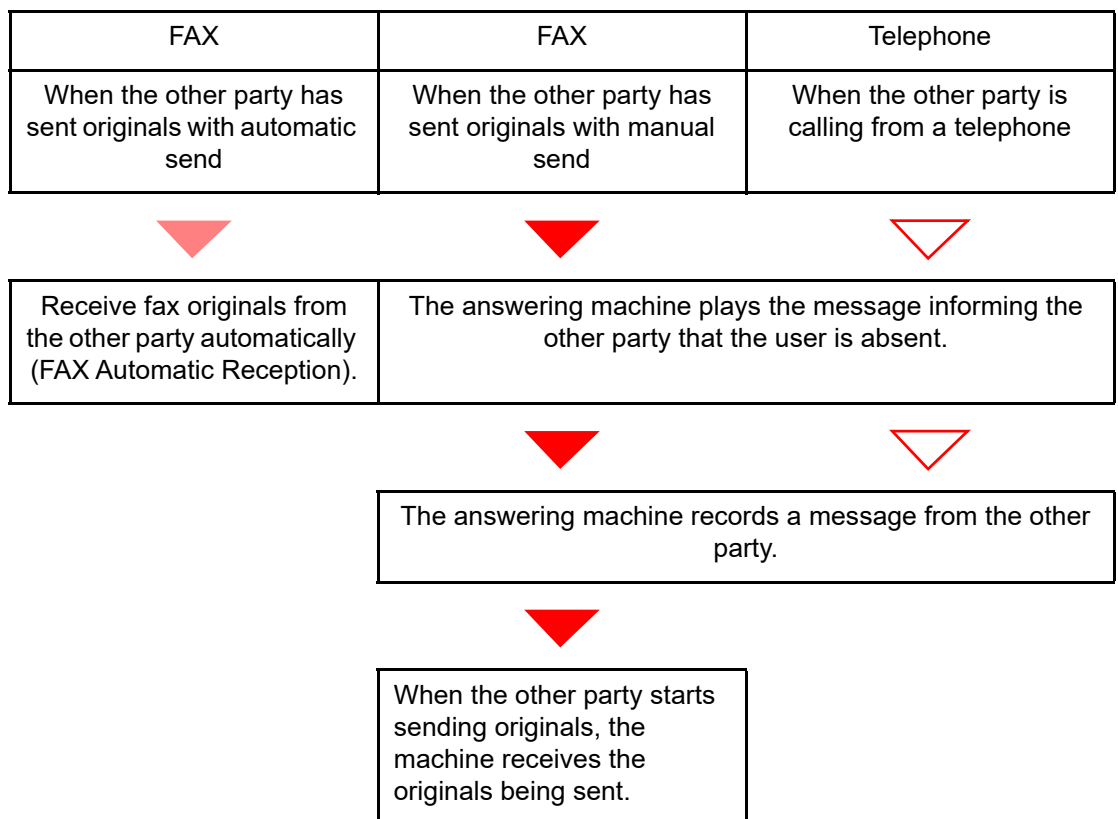 FAX
FAX
Telephone
When the other party has
sent originals with automatic
send
When the other party has
sent originals with manual
send
When the other party is
calling from a telephone
Receive fax originals from
the other party automatically
(FAX Automatic Reception).
The answering machine plays the message informing the
other party that the user is absent.
The answering machine records a message from the other
party.
When the other party starts
sending originals, the
machine receives the
originals being sent.